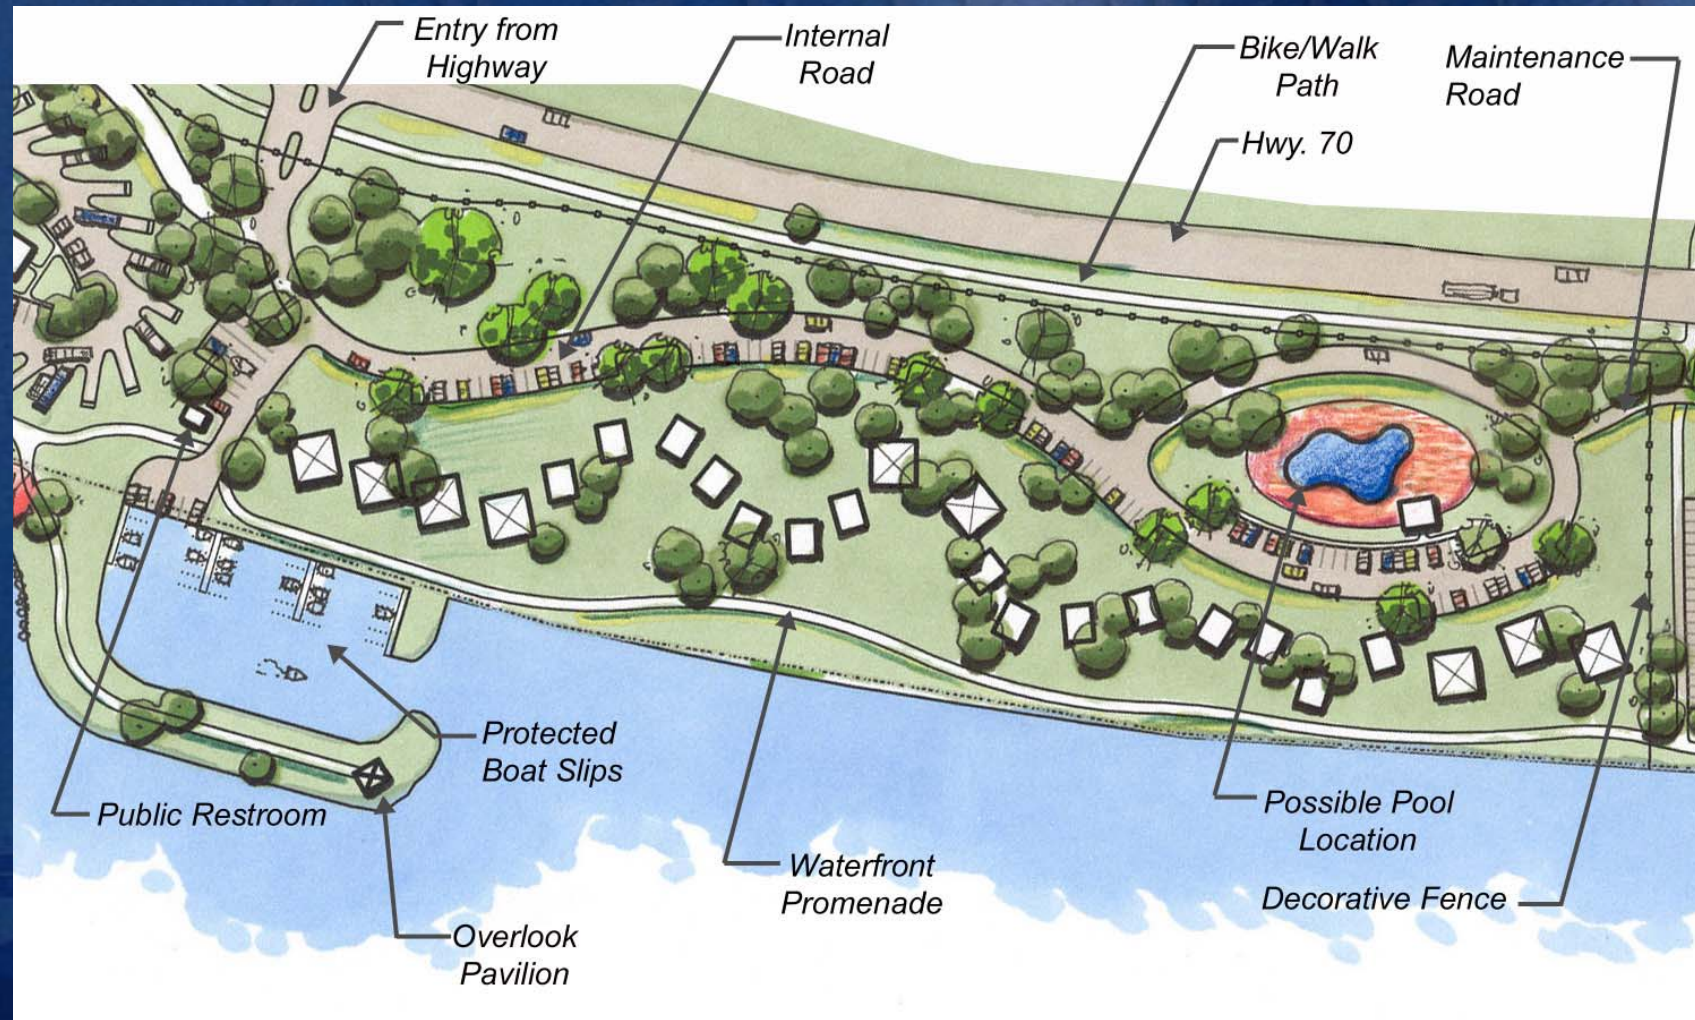 Entry from
Highway
Internal
Road
Bike/Walk
Path
Maintenance
Road
Hwy. 70
Protected
Boat Slips
Public Restroom
Possible Pool
Location
Waterfront
Promenade
Decorative Fence
Overlook
Pavilion